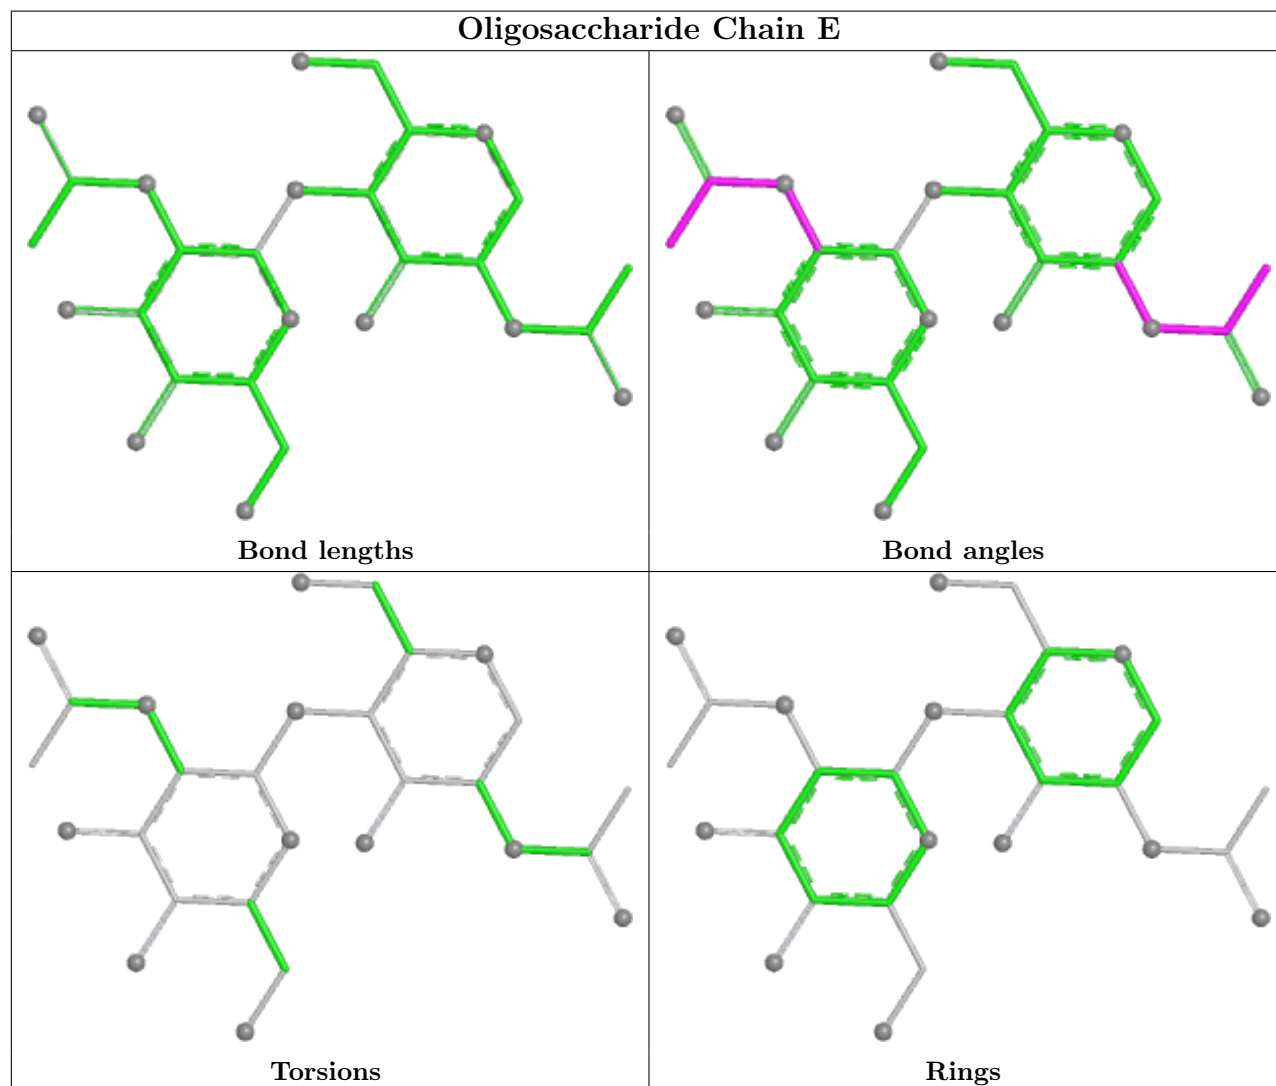 Oligosaccharide Chain E
Bond lengths
Bond angles
Torsions
Rings